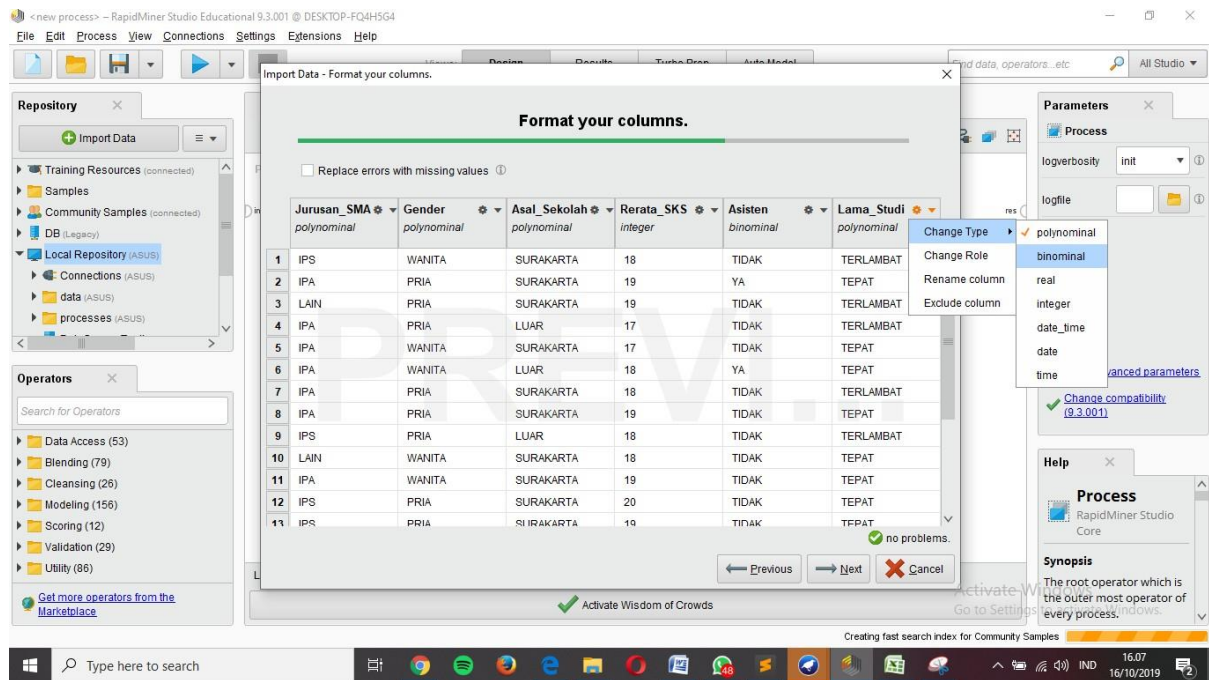 <new process> – RapidMiner Studio Educational 9.3.001 @ DESKTOP-FQ4H5G4
File Edit Process View Connections Settings Extensions Help
Find data, operators...etc
All Studio
Import Data - Format your columns.
Format your columns.
Replace errors with missing values
Jurusan_SMA Gender Asal_Sekolah Rerata_SKS Asisten Lama_Studi
polynominal polynominal polynominal integer binominal polynominal
1 IPS WANITA SURAKARTA 18 TIDAK TERLAMBAT
2 IPA PRIA SURAKARTA 19 YA TEPAT
3 LAIN PRIA SURAKARTA 19 TIDAK TERLAMBAT
4 IPA PRIA LUAR 17 TIDAK TERLAMBAT
5 IPA WANITA SURAKARTA 17 TIDAK TEPAT
6 IPA WANITA LUAR 18 YA TEPAT
7 IPA PRIA SURAKARTA 18 TIDAK TERLAMBAT
8 IPA PRIA SURAKARTA 19 TIDAK TEPAT
9 IPS PRIA LUAR 18 TIDAK TERLAMBAT
10 LAIN WANITA SURAKARTA 18 TIDAK TEPAT
11 IPA WANITA SURAKARTA 19 TIDAK TEPAT
12 IPS PRIA SURAKARTA 20 TIDAK TEPAT
13 IPS PRIA SURAKARTA 19 TIDAK TEPAT
PREVI...
no problems.
Previous Next Cancel
Change Type
Change Role
Rename column
Exclude column
polynominal
binominal
real
integer
date_time
date
time
Repository
Import Data
Training Resources (connected)
Samples
Community Samples (connected)
DB (Legacy)
Local Repository (ASUS)
Connections (ASUS)
data (ASUS)
processes (ASUS)
Operators
Search for Operators
Data Access (53)
Blending (79)
Cleansing (26)
Modeling (156)
Scoring (12)
Validation (29)
Utility (86)
Get more operators from the
Marketplace
Activate Wisdom of Crowds
res
Parameters
Process
logverbosity init
logfile
advanced parameters
Change compatibility
(9.3.001)
Help
Process
RapidMiner Studio
Core
Synopsis
The root operator which is
the outer most operator of
every process.
Activate Windows
Go to Settings to activate Windows.
Creating fast search index for Community Samples
Type here to search
48
IND
16.07
16/10/2019
2